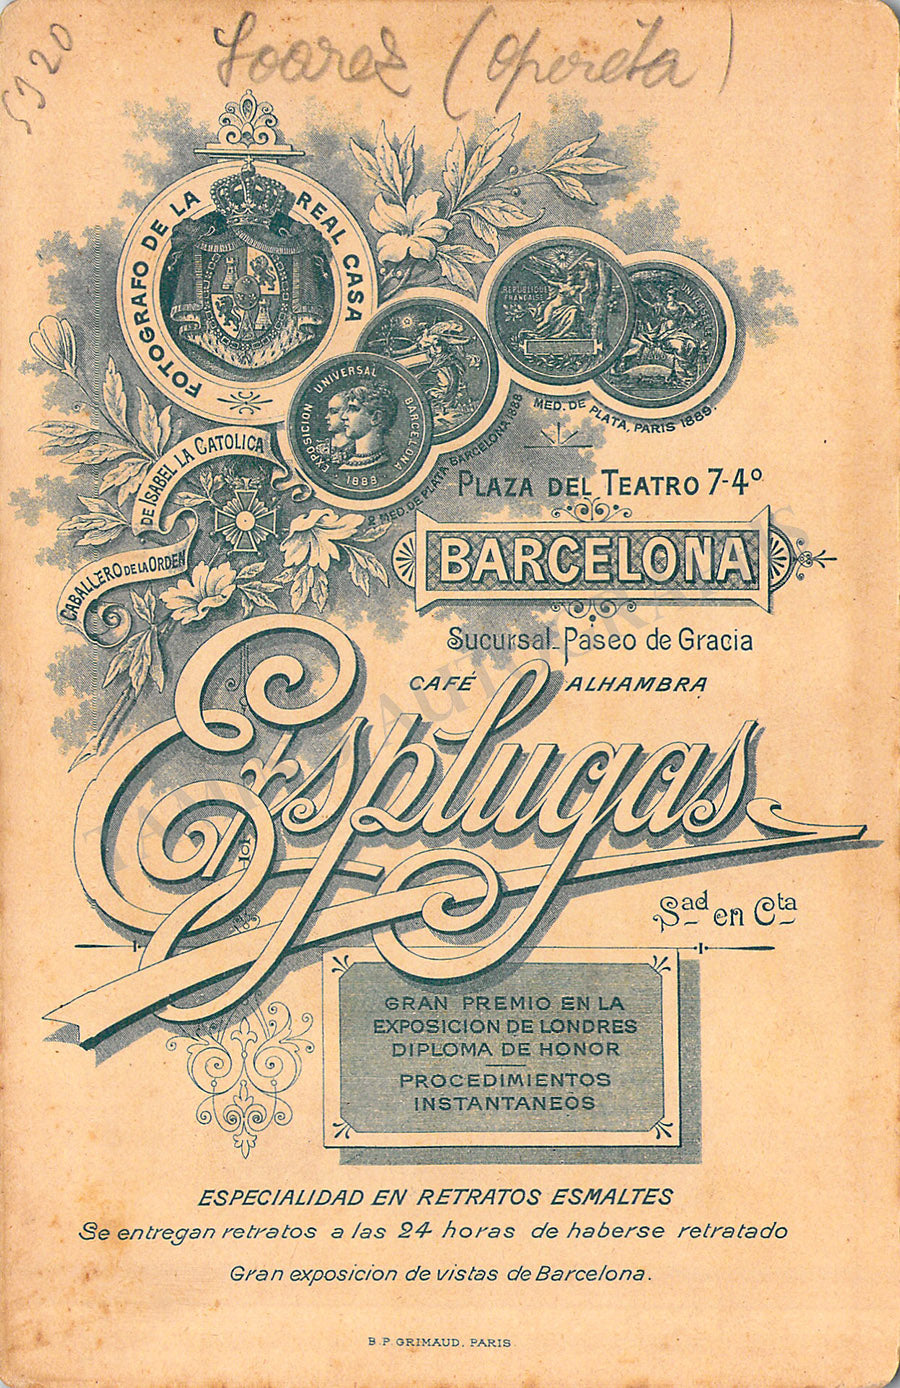 5920
Soarez (opereta)
FOTOGRAFO DE LA REAL CASA
REPUBLIQUE FRANÇAISE
UNIVERSELLE
EXPOSICION UNIVERSAL BARCELONA
1888
MED. DE PLATA, PARIS 1889.
2 MED DE PLATA BARCELONA, 1888
DE ISABEL LA CATOLICA
CABALLERO DE LA ORDEN
PLAZA DEL TEATRO 7-4º
BARCELONA
Sucursal Paseo de Gracia
CAFÉ ALHAMBRA
Esplugas
Sad en Cta
GRAN PREMIO EN LA
EXPOSICION DE LONDRES
DIPLOMA DE HONOR
PROCEDIMIENTOS
INSTANTANEOS
ESPECIALIDAD EN RETRATOS ESMALTES
Se entregan retratos a las 24 horas de haberse retratado
Gran exposicion de vistas de Barcelona.
B.P. GRIMAUD. PARIS
TAMINO AUTOGRAPHS